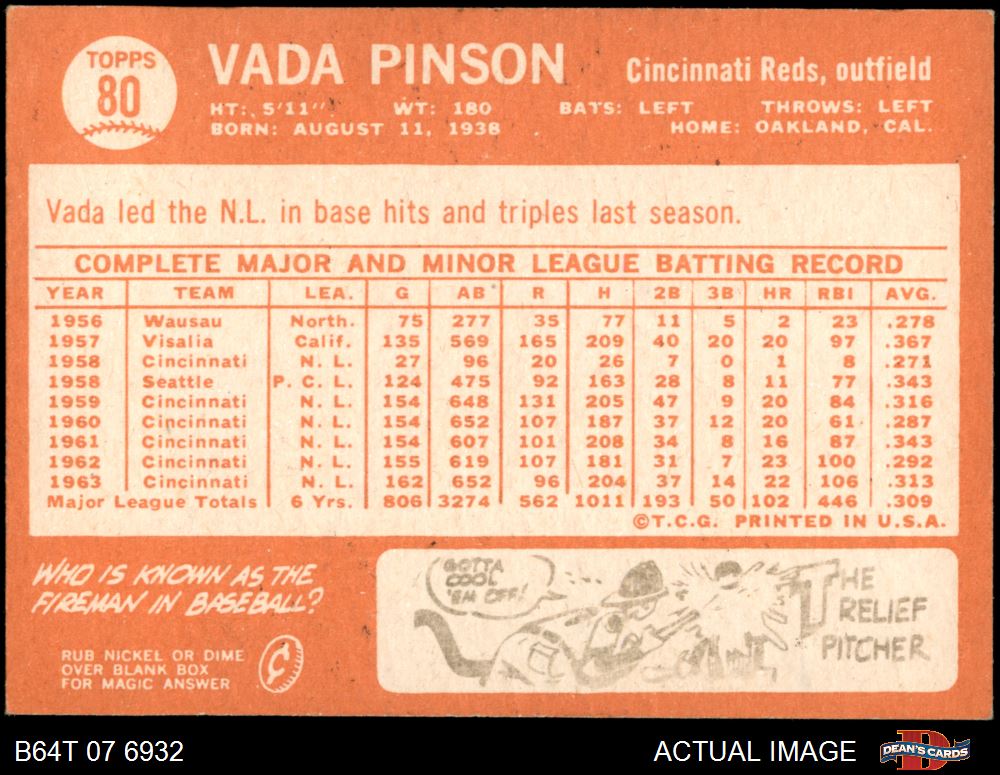 TOPPS
80
VADA PINSON
Cincinnati Reds, outfield
HT: 5'11" WT: 180 BATS: LEFT THROWS: LEFT
BORN: AUGUST 11, 1938 HOME: OAKLAND, CAL.
Vada led the N.L. in base hits and triples last season.
COMPLETE MAJOR AND MINOR LEAGUE BATTING RECORD
YEAR TEAM LEA. G AB R H 2B 3B HR RBI AVG.
1956 Wausau North. 75 277 35 77 11 5 2 23 .278
1957 Visalia Calif. 135 569 165 209 40 20 20 97 .367
1958 Cincinnati N. L. 27 96 20 26 7 0 1 8 .271
1958 Seattle P. C. L. 124 475 92 163 28 8 11 77 .343
1959 Cincinnati N. L. 154 648 131 205 47 9 20 84 .316
1960 Cincinnati N. L. 154 652 107 187 37 12 20 61 .287
1961 Cincinnati N. L. 154 607 101 208 34 8 16 87 .343
1962 Cincinnati N. L. 155 619 107 181 31 7 23 100 .292
1963 Cincinnati N. L. 162 652 96 204 37 14 22 106 .313
Major League Totals 6 Yrs. 806 3274 562 1011 193 50 102 446 .309
©T.C.G. PRINTED IN U.S.A.
WHO IS KNOWN AS THE
FIREMAN IN BASEBALL?
RUB NICKEL OR DIME
OVER BLANK BOX
FOR MAGIC ANSWER
GOTTA
COOL
'EM OFF!
THE
RELIEF
PITCHER
B64T 07 6932
ACTUAL IMAGE
DEAN'S CARDS